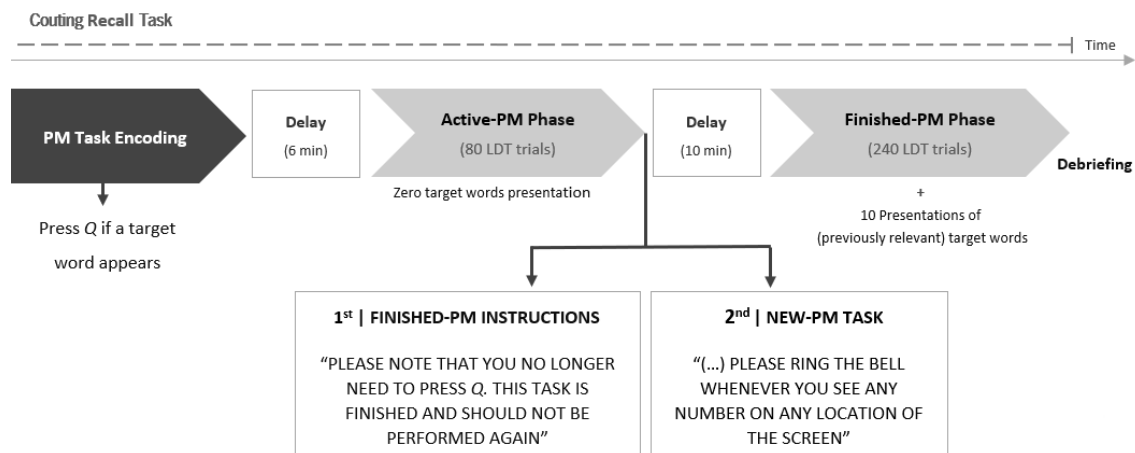 Couting Recall Task
Time
PM Task Encoding
Delay
(6 min)
Active-PM Phase
(80 LDT trials)
Delay
(10 min)
Finished-PM Phase
(240 LDT trials)
Debriefing
Zero target words presentation
Press Q if a target
word appears
+
10 Presentations of
(previously relevant) target words
1st | FINISHED-PM INSTRUCTIONS
"PLEASE NOTE THAT YOU NO LONGER
NEED TO PRESS Q. THIS TASK IS
FINISHED AND SHOULD NOT BE
PERFORMED AGAIN"
2nd | NEW-PM TASK
"(...) PLEASE RING THE BELL
WHENEVER YOU SEE ANY
NUMBER ON ANY LOCATION OF
THE SCREEN"